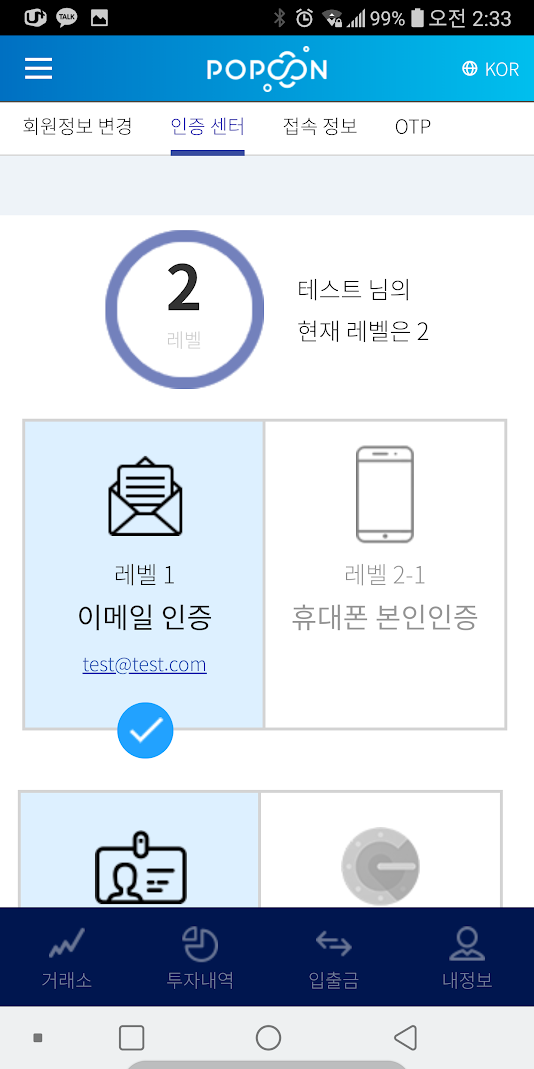 TALK
99% 오전 2:33
POPCON
KOR
회원정보 변경 인증 센터 접속 정보 OTP
2
레벨
테스트 님의
현재 레벨은 2
레벨 1
이메일 인증
test@test.com
레벨 2-1
휴대폰 본인인증
거래소 투자내역 입출금 내정보